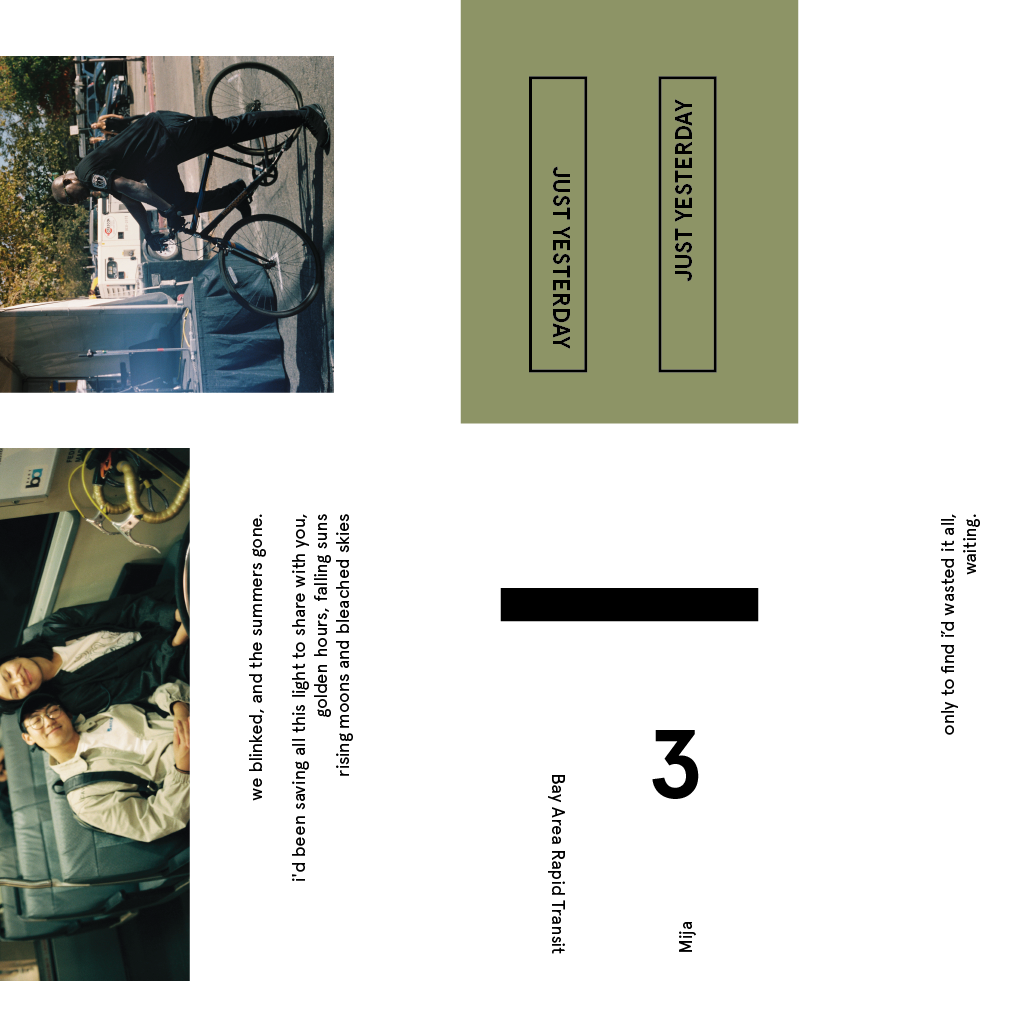 JUST YESTERDAY
JUST YESTERDAY
we blinked, and the summers gone.
i'd been saving all this light to share with you,
golden hours, falling suns
rising moons and bleached skies
Bay Area Rapid Transit
3
Mija
only to find i'd wasted it all,
waiting.